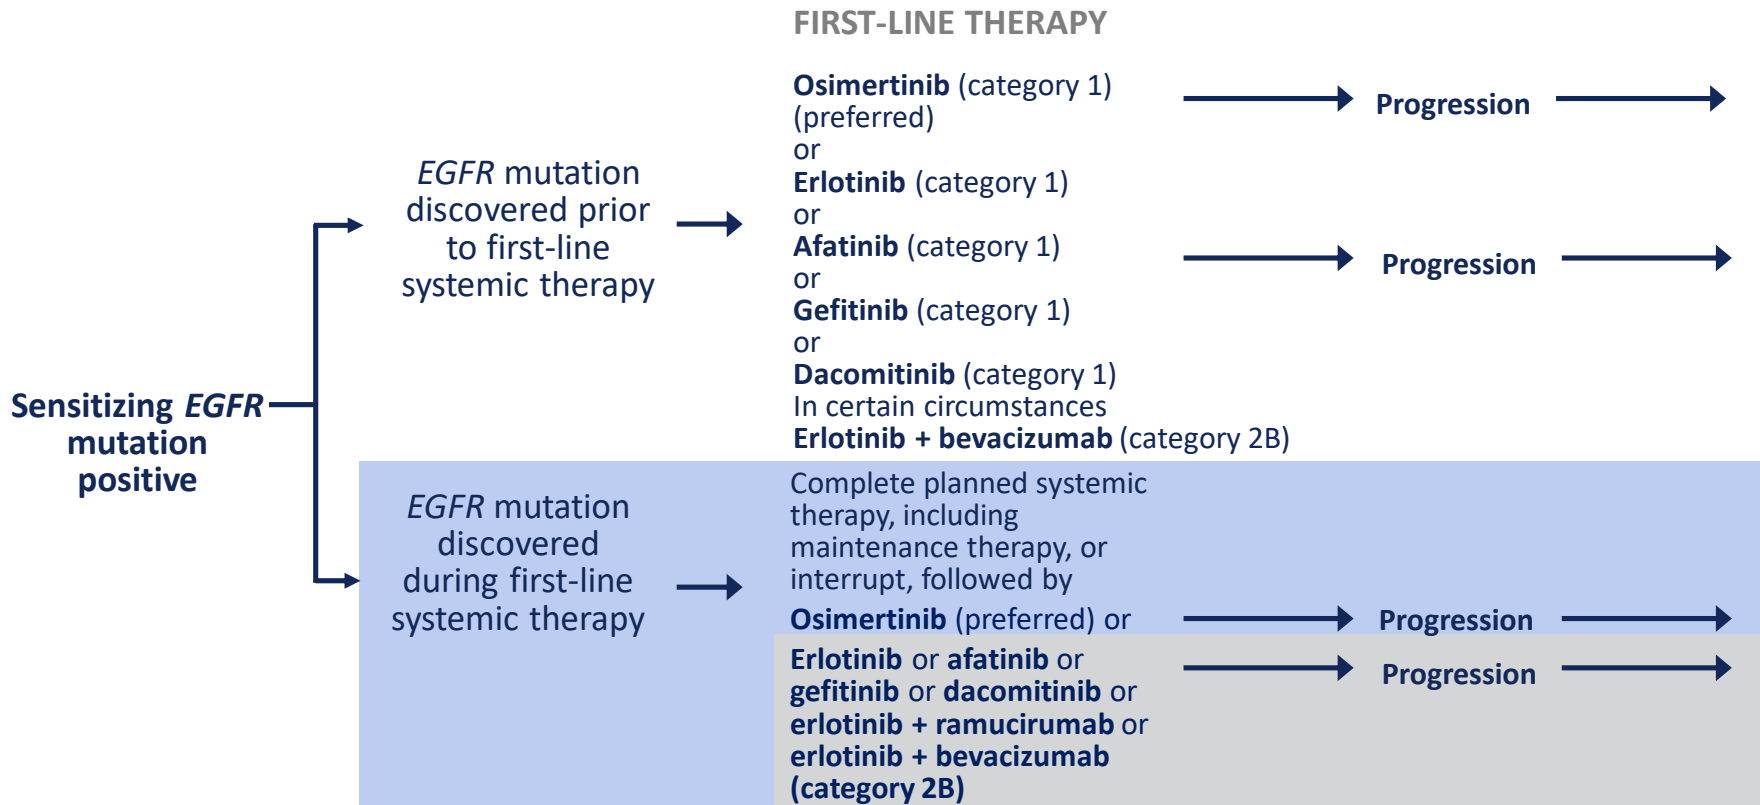 FIRST-LINE THERAPY
Sensitizing EGFR
mutation
positive
EGFR mutation
discovered prior
to first-line
systemic therapy
Osimertinib (category 1)
(preferred)
or
Erlotinib (category 1)
or
Afatinib (category 1)
or
Gefitinib (category 1)
or
Dacomitinib (category 1)
In certain circumstances
Erlotinib + bevacizumab (category 2B)
Progression
Progression
EGFR mutation
discovered
during first-line
systemic therapy
Complete planned systemic
therapy, including
maintenance therapy, or
interrupt, followed by
Osimertinib (preferred) or
Progression
Erlotinib or afatinib or
gefitinib or dacomitinib or
erlotinib + ramucirumab or
erlotinib + bevacizumab
(category 2B)
Progression